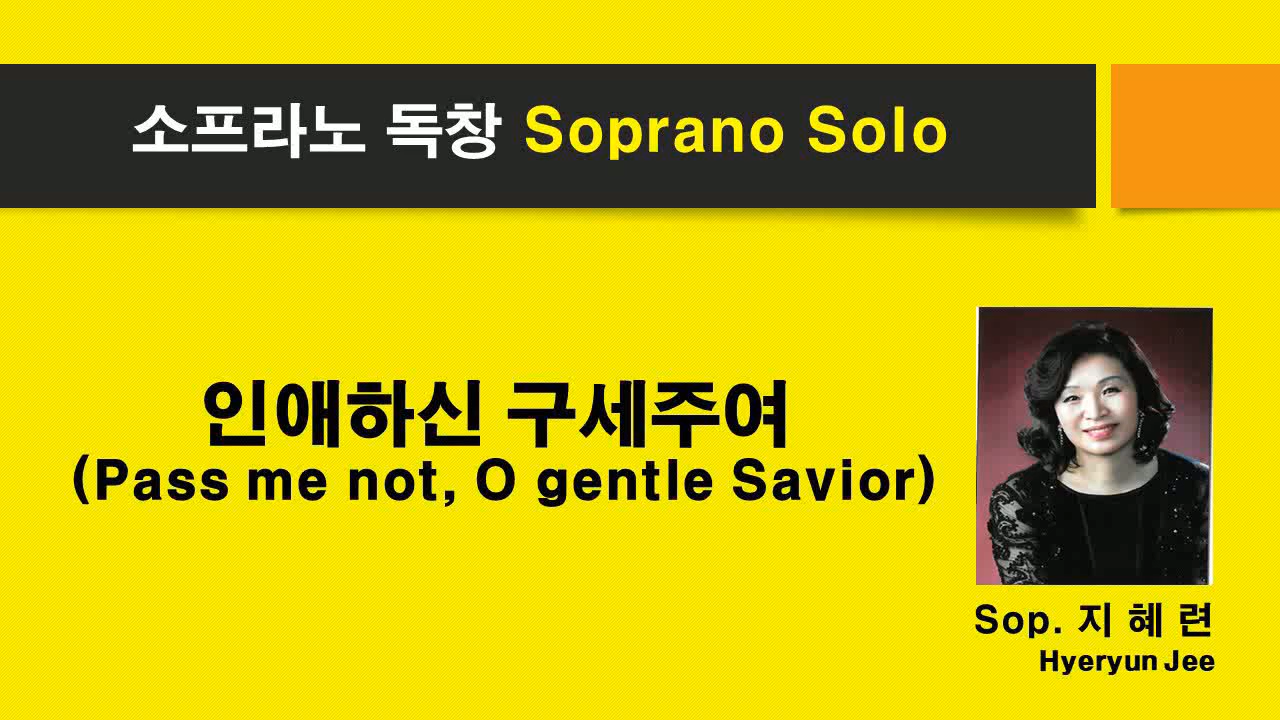 소프라노 독창 Soprano Solo
인애하신 구세주여
(Pass me not, O gentle Savior)
Sop. 지 혜 련
Hyeryun Jee